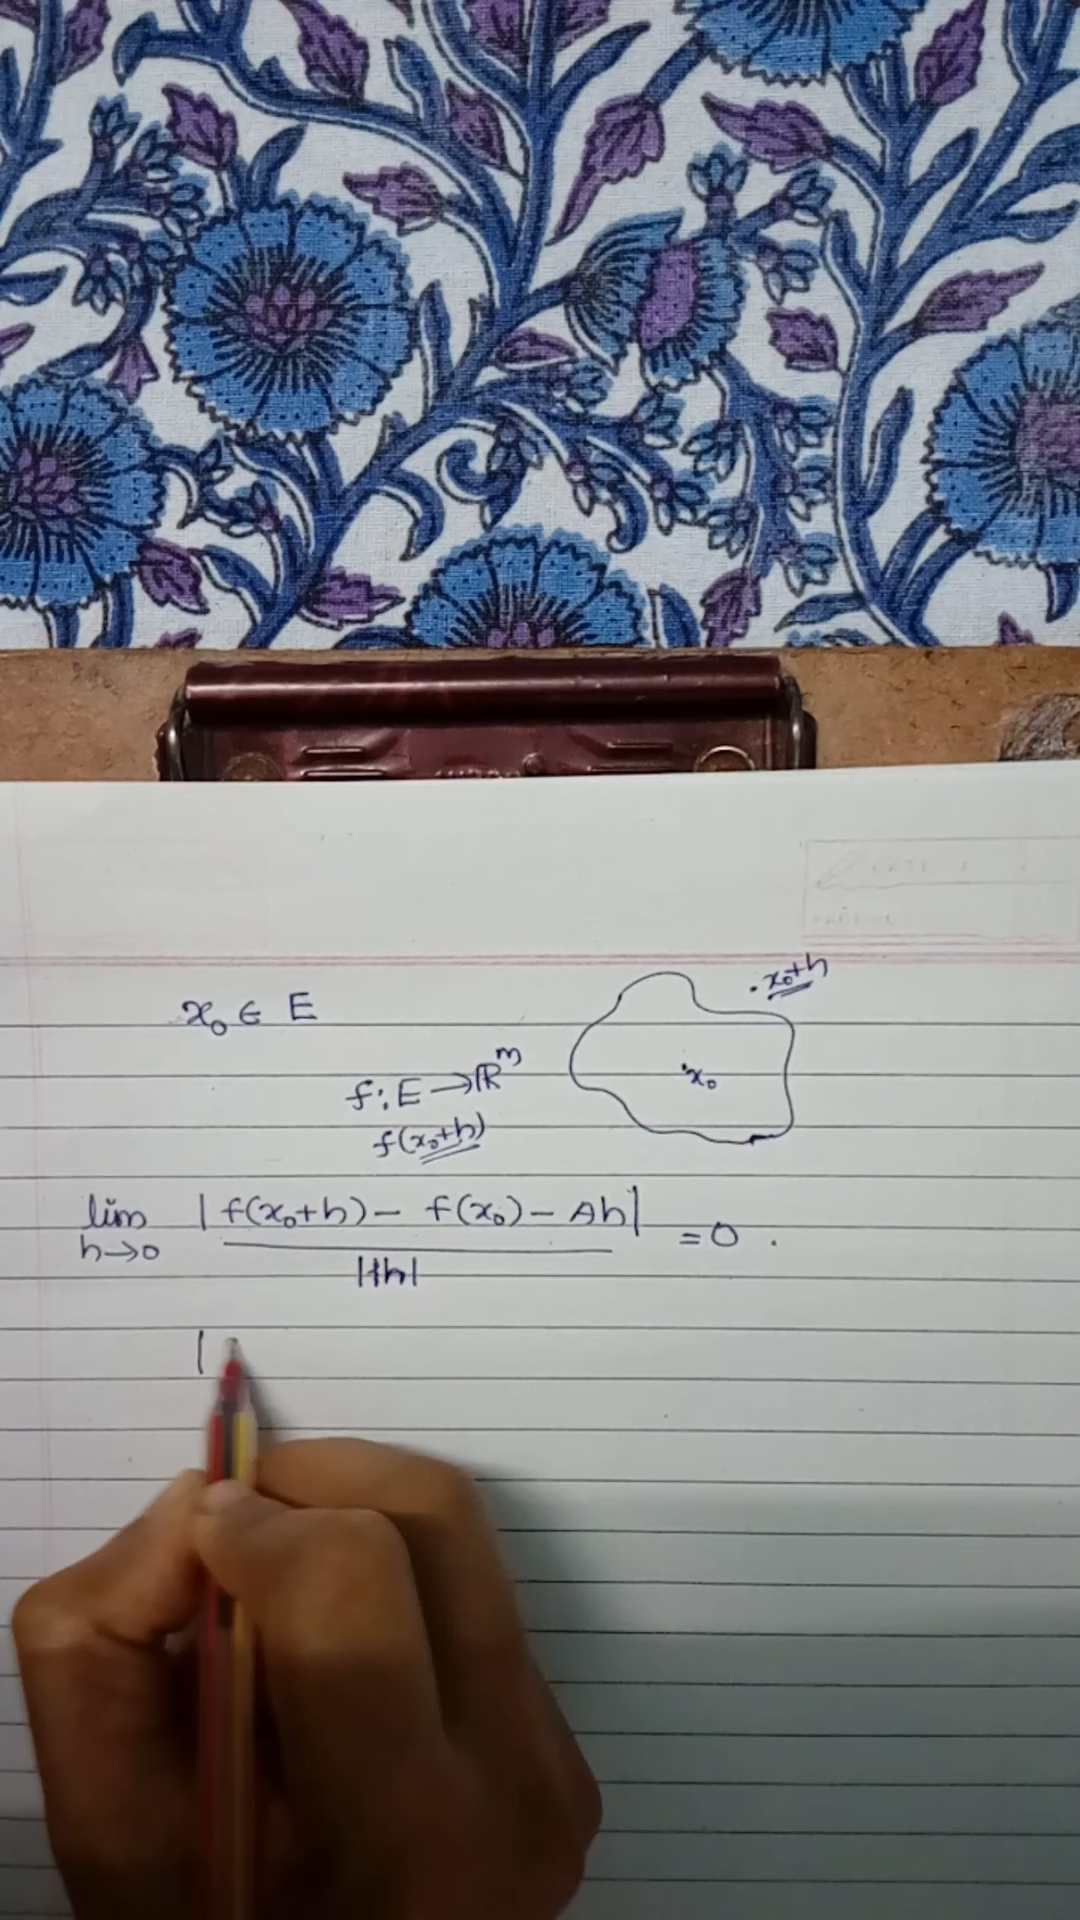 x₀ ∈ E
.x₀+h
f: E → ℝᵐ
.x₀
f(x₀+h)
lim |f(x₀+h) - f(x₀) - Ah|
h→0 |h| = 0 .
|